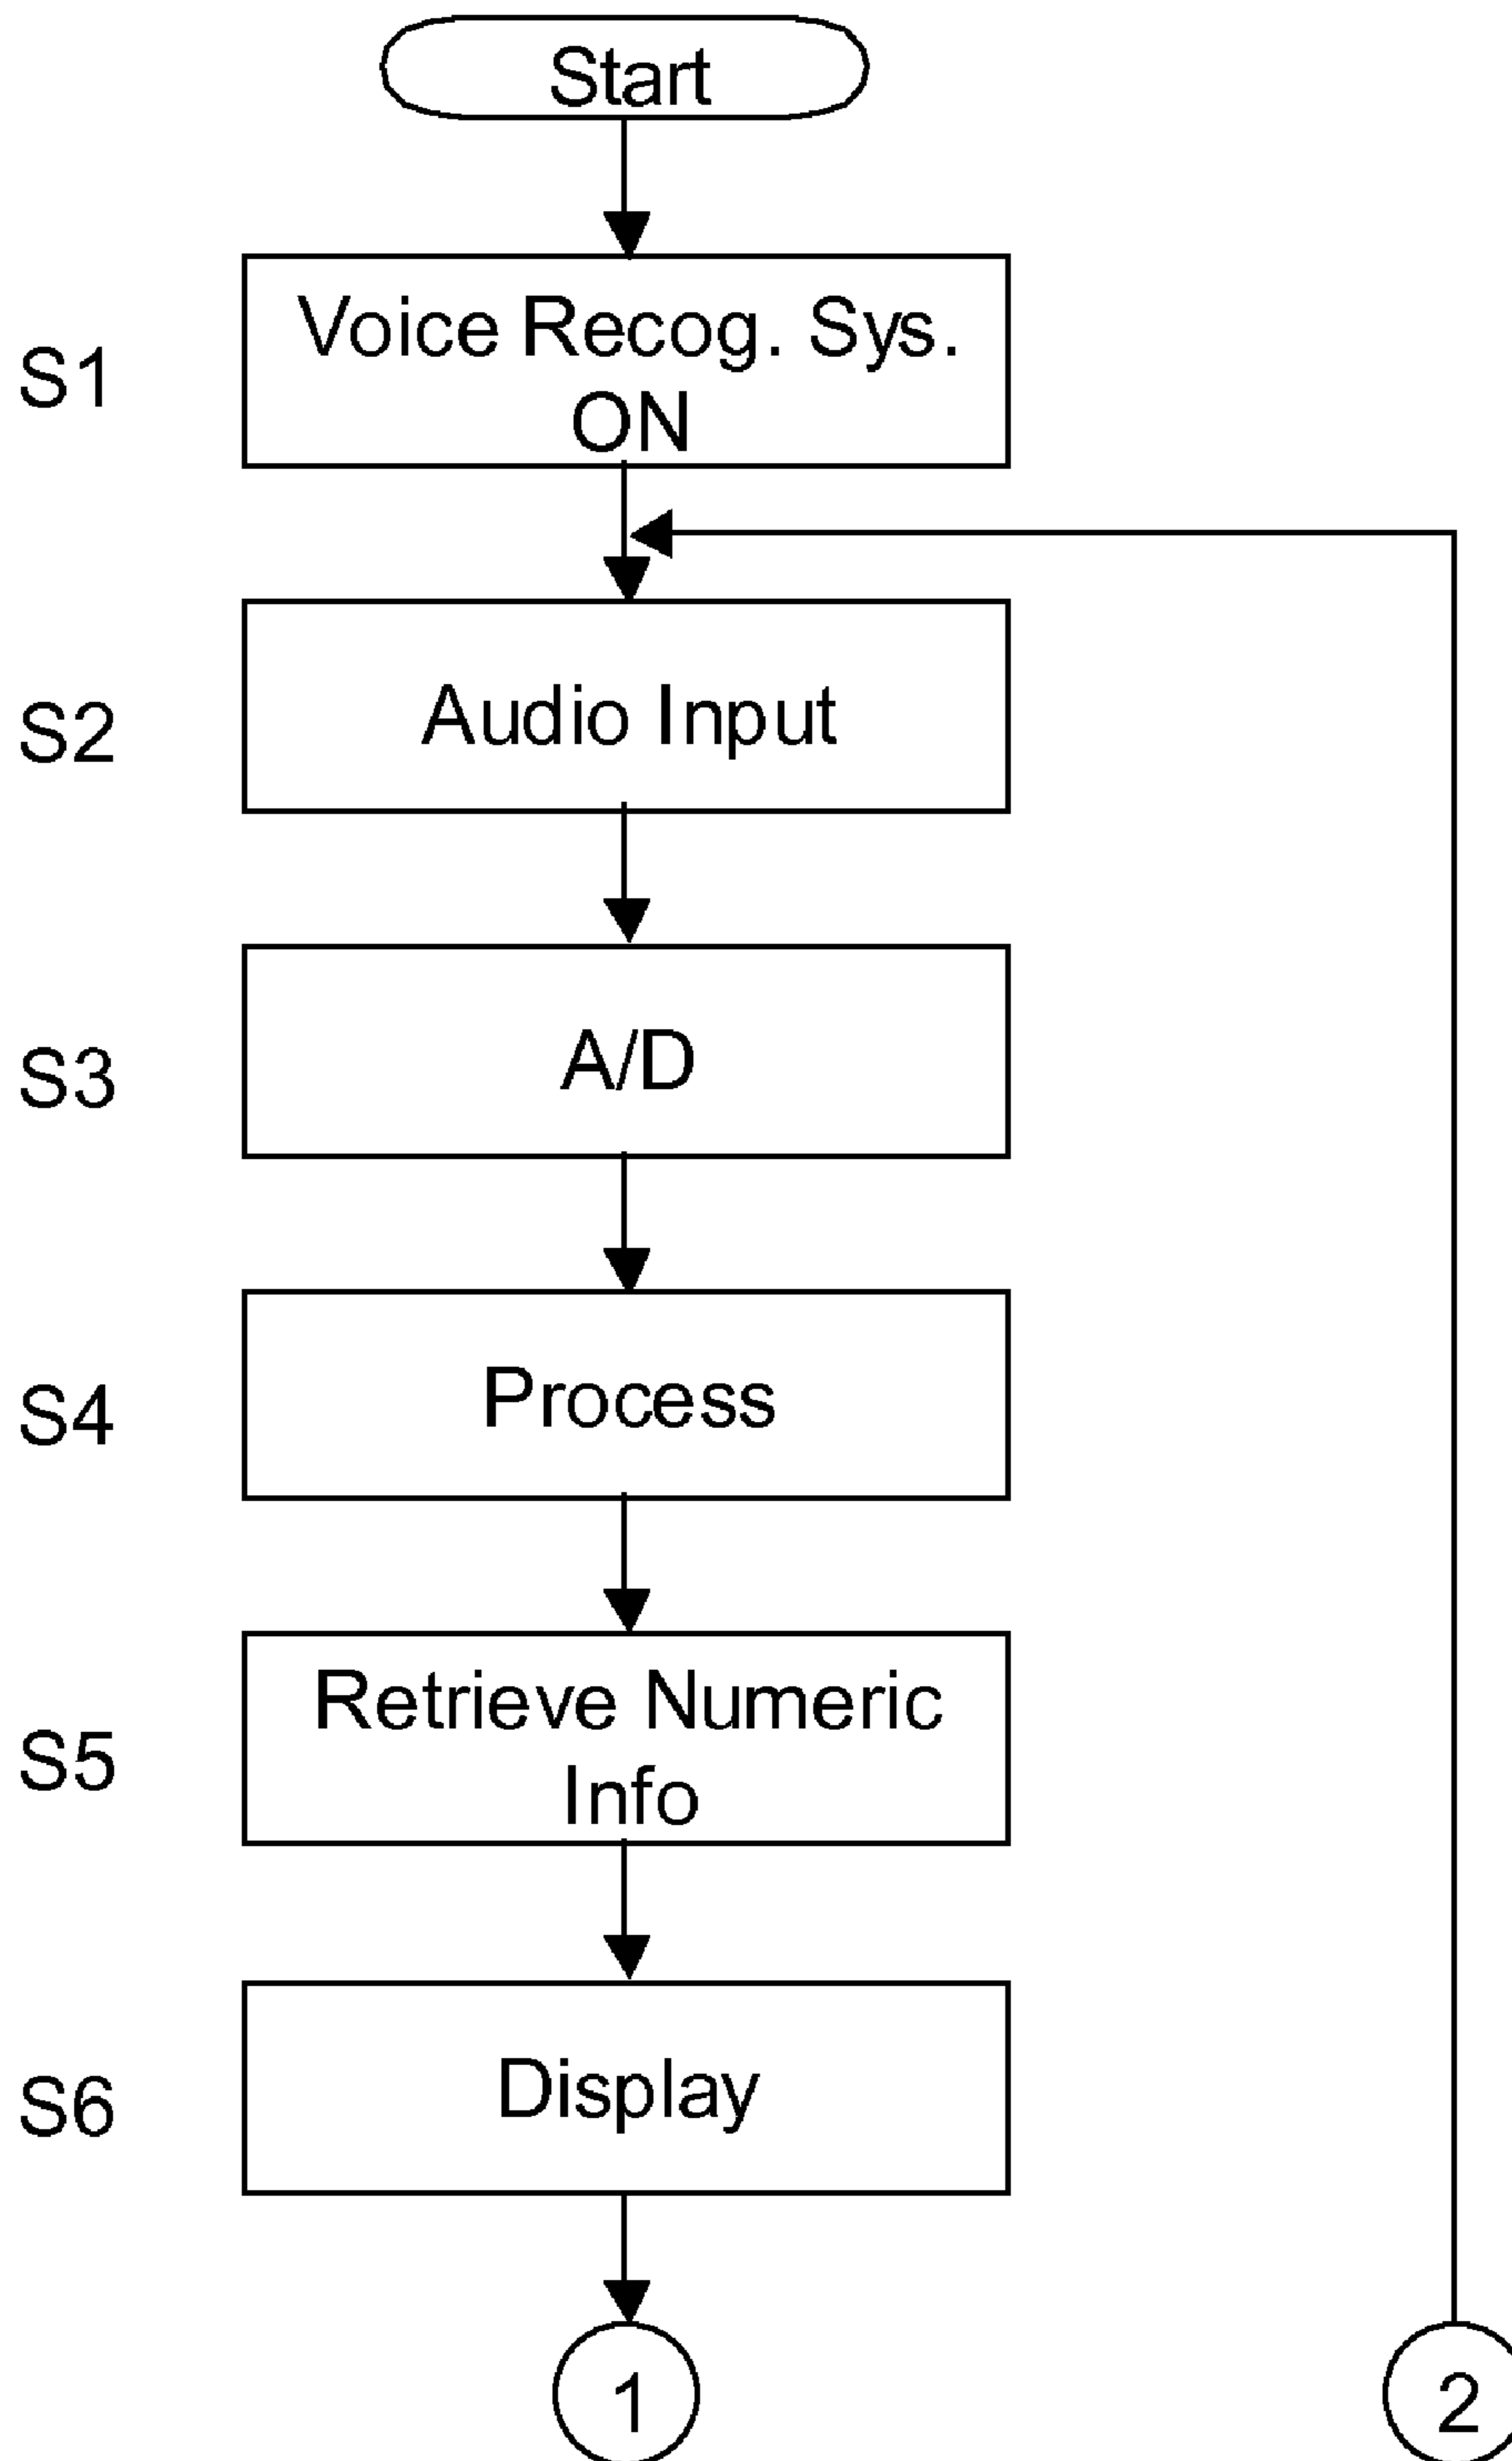 Start
S1
Voice Recog. Sys.
ON
S2
Audio Input
S3
A/D
S4
Process
S5
Retrieve Numeric
Info
S6
Display
1
2